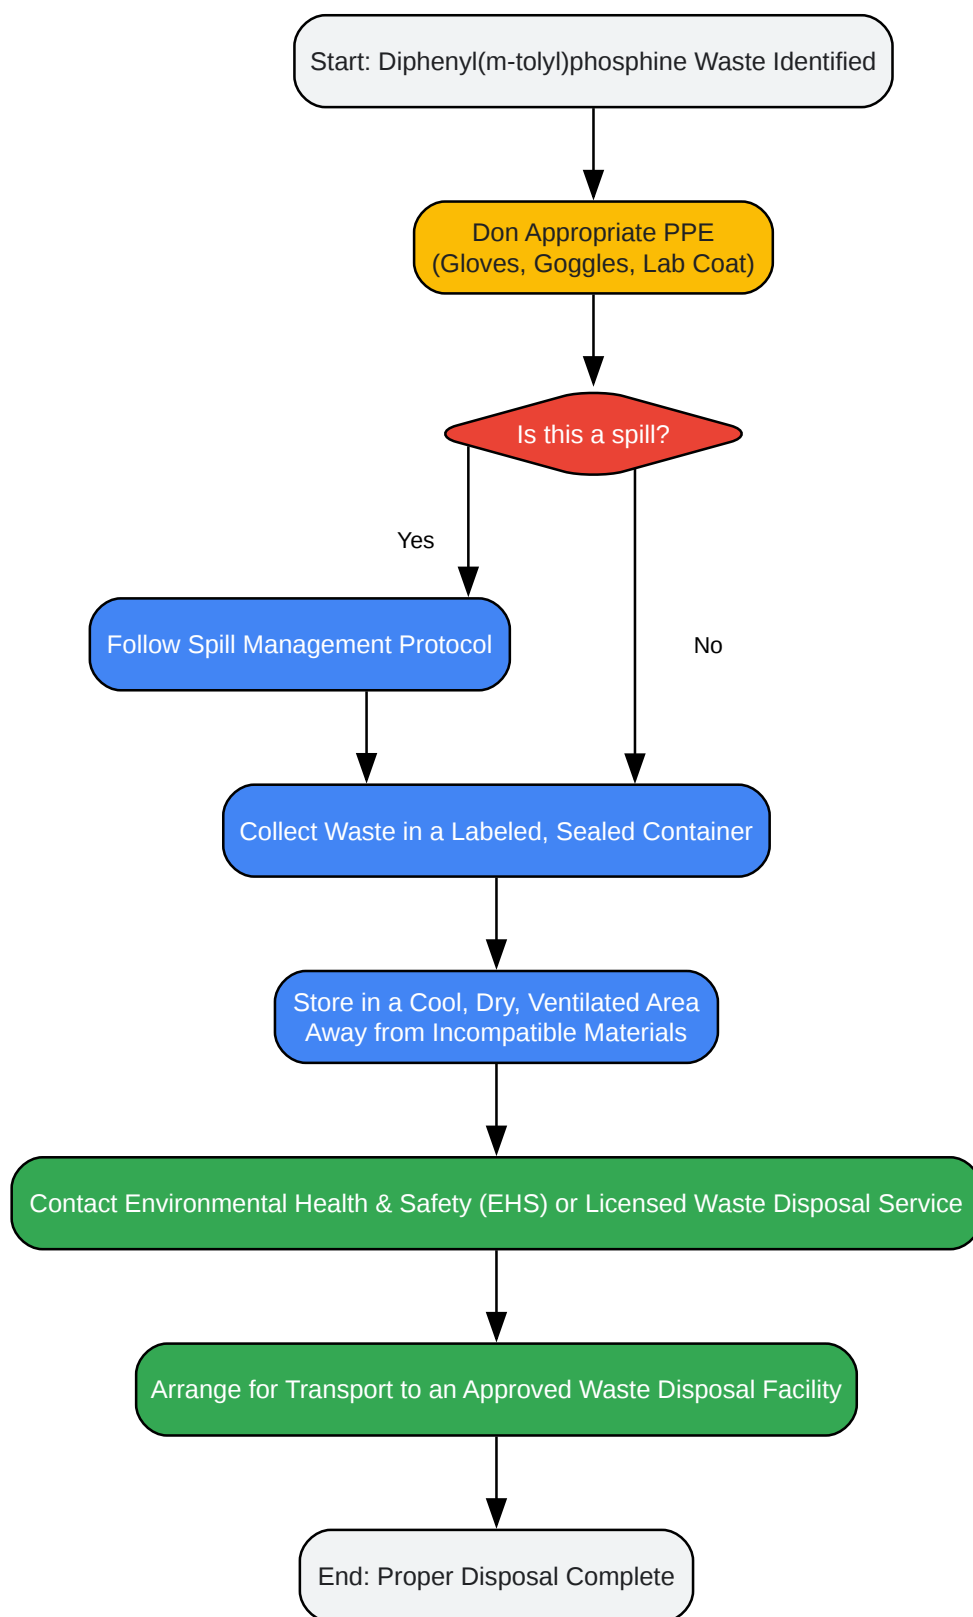 Start: Diphenyl(m-tolyl)phosphine Waste Identified
Don Appropriate PPE
(Gloves, Goggles, Lab Coat)
Is this a spill?
Yes
Follow Spill Management Protocol
No
Collect Waste in a Labeled, Sealed Container
Store in a Cool, Dry, Ventilated Area
Away from Incompatible Materials
Contact Environmental Health & Safety (EHS) or Licensed Waste Disposal Service
Arrange for Transport to an Approved Waste Disposal Facility
End: Proper Disposal Complete